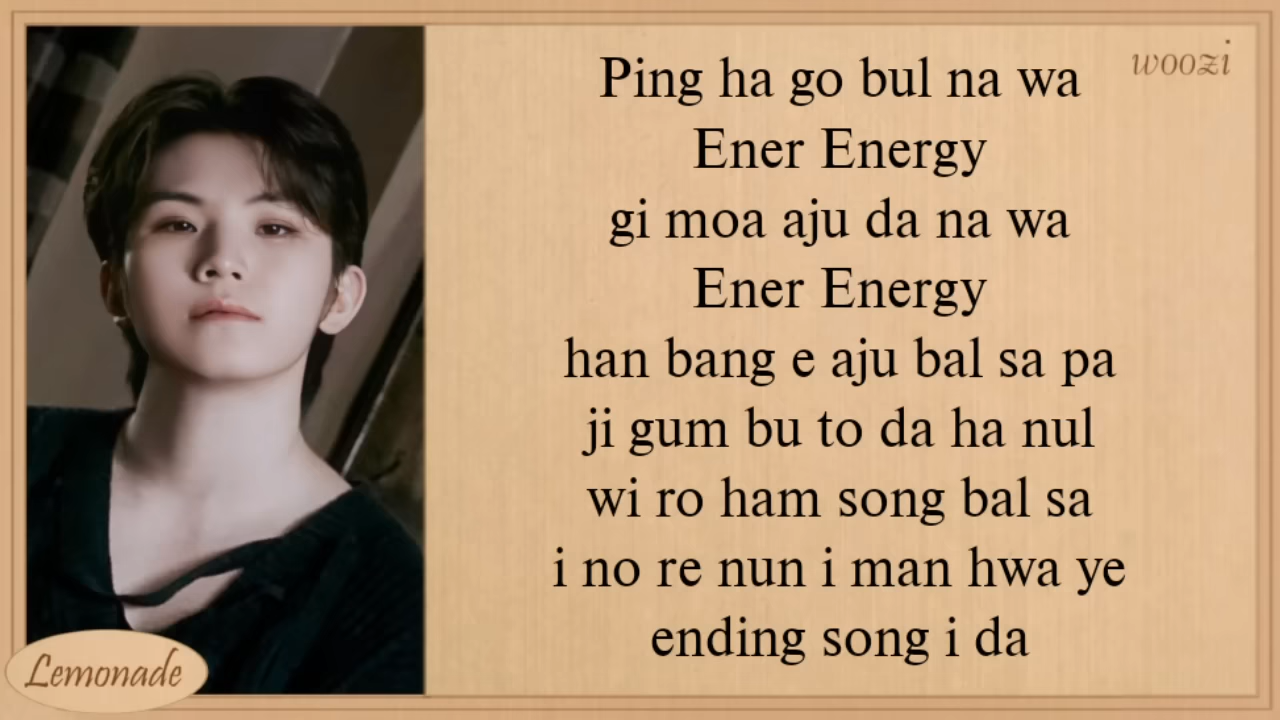 woozi
Ping ha go bul na wa
Ener Energy
gi moa aju da na wa
Ener Energy
han bang e aju bal sa pa
ji gum bu to da ha nul
wi ro ham song bal sa
i no re nun i man hwa ye
ending song i da
Lemonade